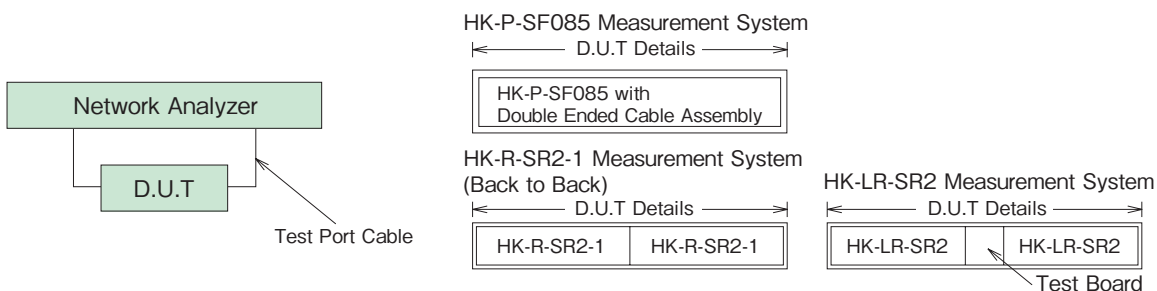 Network Analyzer
D.U.T
Test Port Cable
HK-P-SF085 Measurement System
D.U.T Details
HK-P-SF085 with
Double Ended Cable Assembly
HK-R-SR2-1 Measurement System
(Back to Back)
D.U.T Details
HK-R-SR2-1 HK-R-SR2-1
HK-LR-SR2 Measurement System
D.U.T Details
HK-LR-SR2 HK-LR-SR2
Test Board